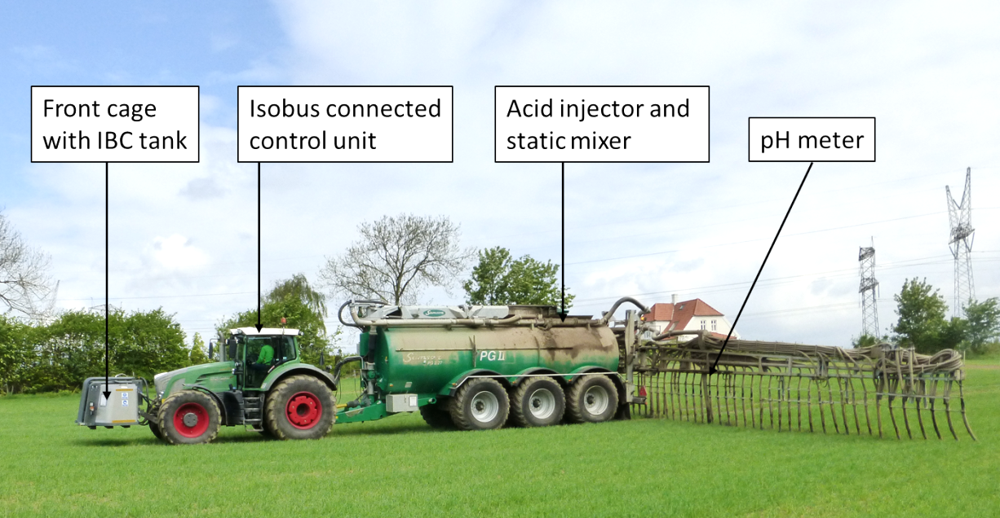 Front cage
with IBC tank
Isobus connected
control unit
Acid injector and
static mixer
pH meter
PG II